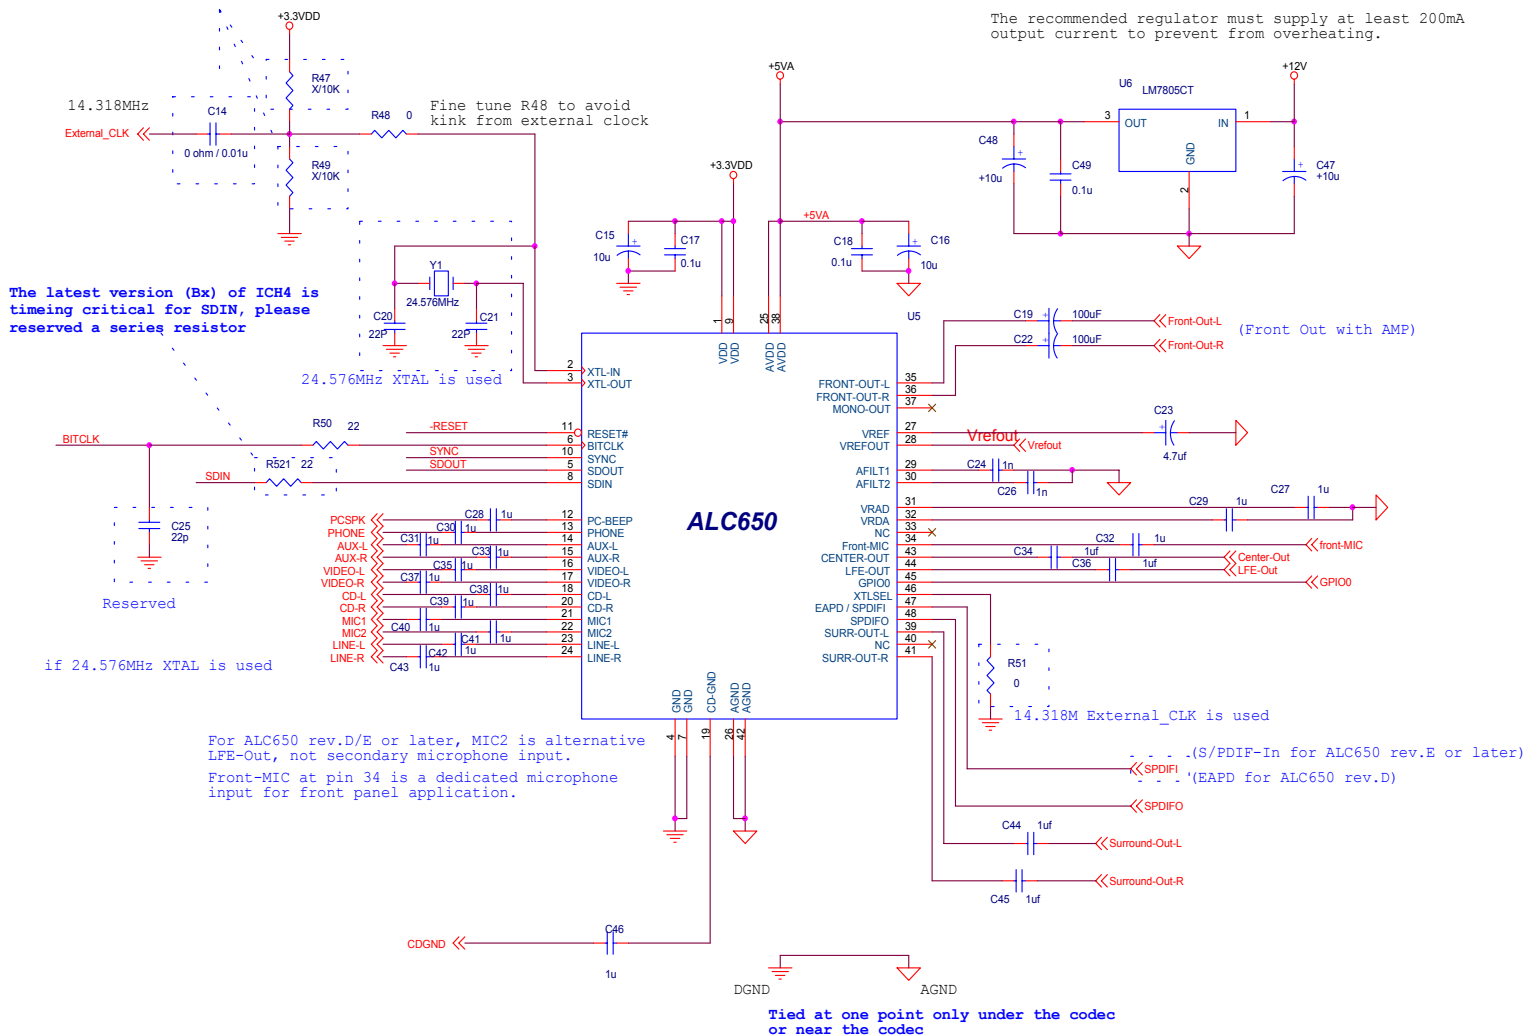 The recommended regulator must supply at least 200mA
output current to prevent from overheating.
+3.3VDD
R47
X/10K
14.318MHz
C14
External_CLK
0 ohm / 0.01u
R48 0
Fine tune R48 to avoid
kink from external clock
R49
X/10K
+5VA
+12V
U6
LM7805CT
3 OUT IN 1
GND
2
C48
+10u
C49
0.1u
C47
+10u
+3.3VDD
C15
10u
C17
0.1u
+5VA
C18
0.1u
C16
10u
Y1
24.576MHz
C20
22P
C21
22P
24.576MHz XTAL is used
The latest version (Bx) of ICH4 is
timeing critical for SDIN, please
reserved a series resistor
U5
ALC650
1 VDD
9 VDD
25 AVDD
38 AVDD
2 XTL-IN
3 XTL-OUT
-RESET 11 RESET#
BITCLK R50 22 6 BITCLK
SYNC 10 SYNC
SDOUT 5 SDOUT
SDIN R521 22 8 SDIN
C25
22p
Reserved
if 24.576MHz XTAL is used
PCSPK C28 1u 12 PC-BEEP
PHONE C30 1u 13 PHONE
AUX-L C31 1u 14 AUX-L
AUX-R C33 1u 15 AUX-R
VIDEO-L C35 1u 16 VIDEO-L
VIDEO-R C37 1u 17 VIDEO-R
CD-L C38 1u 18 CD-L
CD-R C39 1u 20 CD-R
MIC1 C40 1u 21 MIC1
MIC2 C41 1u 22 MIC2
LINE-L C42 1u 23 LINE-L
LINE-R C43 1u 24 LINE-R
FRONT-OUT-L 35 C19 100uF Front-Out-L
FRONT-OUT-R 36 C22 100uF Front-Out-R
(Front Out with AMP)
MONO-OUT 37
VREF 27 C23 4.7uf
VREFOUT 28 Vrefout Vrefout
AFILT1 29 C24 1n
AFILT2 30 C26 1n
VRAD 31 C27 1u
VRDA 32 C29 1u
NC 33
Front-MIC 34 C32 1u front-MIC
CENTER-OUT 43 C34 1uf Center-Out
LFE-OUT 44 C36 1uf LFE-Out
GPIO0 45 GPIO0
XTLSEL 46
EAPD / SPDIFI 47
SPDIFO 48
SURR-OUT-L 39
NC 40
SURR-OUT-R 41
R51
0
14.318M External_CLK is used
GND 4
GND 7
CD-GND 19
AGND 26
AGND 42
For ALC650 rev.D/E or later, MIC2 is alternative
LFE-Out, not secondary microphone input.
Front-MIC at pin 34 is a dedicated microphone
input for front panel application.
(S/PDIF-In for ALC650 rev.E or later)
SPDIFI
(EAPD for ALC650 rev.D)
SPDIFO
C44 1uf Surround-Out-L
C45 1uf Surround-Out-R
CDGND C46
1u
DGND AGND
Tied at one point only under the codec
or near the codec